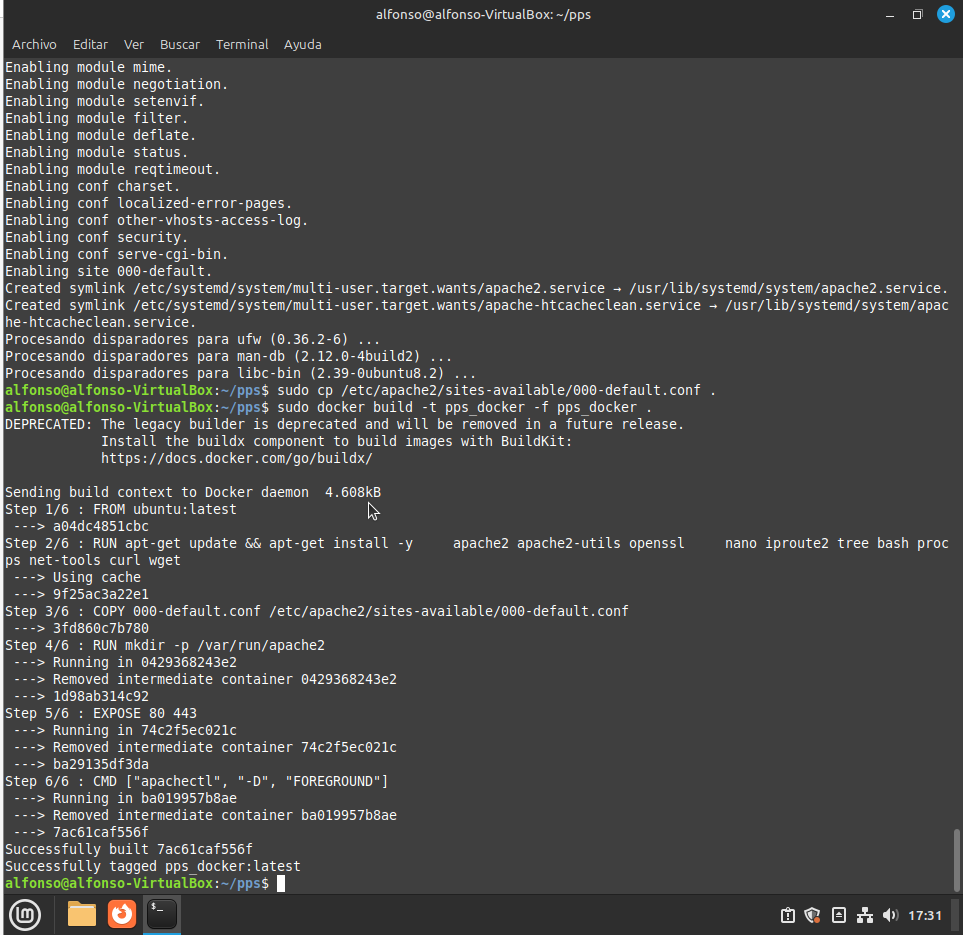 alfonso@alfonso-VirtualBox: ~/pps
Archivo Editar Ver Buscar Terminal Ayuda
Enabling module mime.
Enabling module negotiation.
Enabling module setenvif.
Enabling module filter.
Enabling module deflate.
Enabling module status.
Enabling module reqtimeout.
Enabling conf charset.
Enabling conf localized-error-pages.
Enabling conf other-vhosts-access-log.
Enabling conf security.
Enabling conf serve-cgi-bin.
Enabling site 000-default.
Created symlink /etc/systemd/system/multi-user.target.wants/apache2.service → /usr/lib/systemd/system/apache2.service.
Created symlink /etc/systemd/system/multi-user.target.wants/apache-htcacheclean.service → /usr/lib/systemd/system/apac
he-htcacheclean.service.
Procesando disparadores para ufw (0.36.2-6) ...
Procesando disparadores para man-db (2.12.0-4build2) ...
Procesando disparadores para libc-bin (2.39-0ubuntu8.2) ...
alfonso@alfonso-VirtualBox:~/pps$ sudo cp /etc/apache2/sites-available/000-default.conf .
alfonso@alfonso-VirtualBox:~/pps$ sudo docker build -t pps_docker -f pps_docker .
DEPRECATED: The legacy builder is deprecated and will be removed in a future release.
            Install the buildx component to build images with BuildKit:
            https://docs.docker.com/go/buildx/
Sending build context to Docker daemon  4.608kB
Step 1/6 : FROM ubuntu:latest
 ---> a04dc4851cbc
Step 2/6 : RUN apt-get update && apt-get install -y     apache2 apache2-utils openssl     nano iproute2 tree bash proc
ps net-tools curl wget
 ---> Using cache
 ---> 9f25ac3a22e1
Step 3/6 : COPY 000-default.conf /etc/apache2/sites-available/000-default.conf
 ---> 3fd860c7b780
Step 4/6 : RUN mkdir -p /var/run/apache2
 ---> Running in 0429368243e2
 ---> Removed intermediate container 0429368243e2
 ---> 1d98ab314c92
Step 5/6 : EXPOSE 80 443
 ---> Running in 74c2f5ec021c
 ---> Removed intermediate container 74c2f5ec021c
 ---> ba29135df3da
Step 6/6 : CMD ["apachectl", "-D", "FOREGROUND"]
 ---> Running in ba019957b8ae
 ---> Removed intermediate container ba019957b8ae
 ---> 7ac61caf556f
Successfully built 7ac61caf556f
Successfully tagged pps_docker:latest
alfonso@alfonso-VirtualBox:~/pps$
17:31